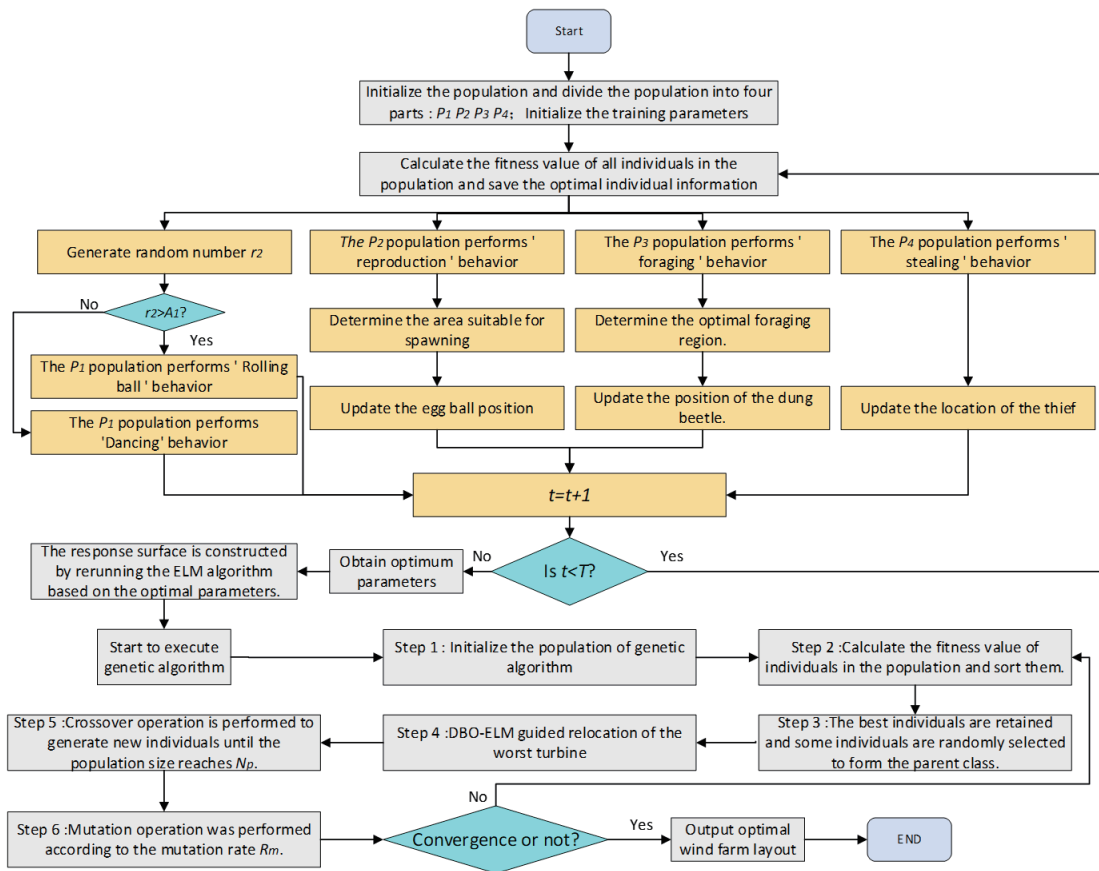 Start
Initialize the population and divide the population into four
parts : P1 P2 P3 P4; Initialize the training parameters
Calculate the fitness value of all individuals in the
population and save the optimal individual information
Generate random number r2
The P2 population performs '
reproduction ' behavior
The P3 population performs '
foraging ' behavior
The P4 population performs '
stealing ' behavior
No
r2>A1?
Yes
Determine the area suitable for
spawning
Determine the optimal foraging
region.
The P1 population performs ' Rolling
ball ' behavior
The P1 population performs
'Dancing' behavior
Update the egg ball position
Update the position of the dung
beetle.
Update the location of the thief
t=t+1
The response surface is constructed
by rerunning the ELM algorithm
based on the optimal parameters.
Obtain optimum
parameters
No
Is t<T?
Yes
Start to execute
genetic algorithm
Step 1 : Initialize the population of genetic
algorithm
Step 2 :Calculate the fitness value of
individuals in the population and sort them.
Step 3 :The best individuals are retained
and some individuals are randomly selected
to form the parent class.
Step 4 :DBO-ELM guided relocation of the
worst turbine
Step 5 :Crossover operation is performed to
generate new individuals until the
population size reaches Np.
Step 6 :Mutation operation was performed
according to the mutation rate Rm.
No
Convergence or not?
Yes
Output optimal
wind farm layout
END